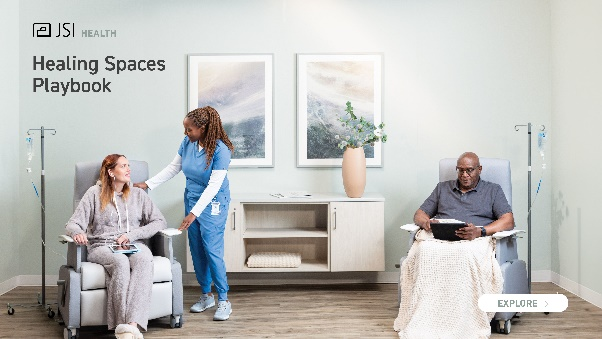 JSI HEALTH
Healing Spaces
Playbook
EXPLORE